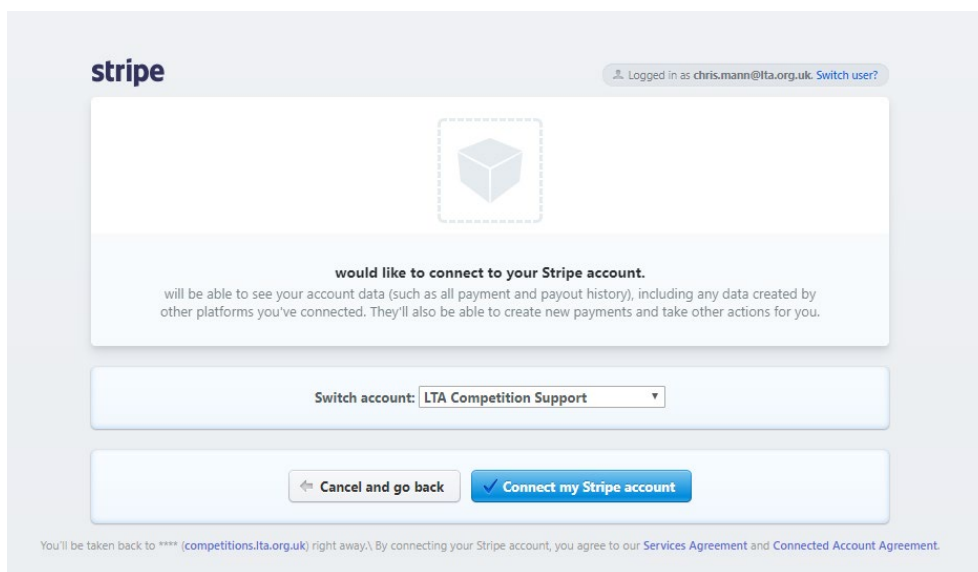 stripe
Logged in as chris.mann@lta.org.uk. Switch user?
would like to connect to your Stripe account.
will be able to see your account data (such as all payment and payout history), including any data created by
other platforms you've connected. They'll also be able to create new payments and take other actions for you.
Switch account: LTA Competition Support
Cancel and go back
Connect my Stripe account
You'll be taken back to **** (competitions.lta.org.uk) right away.\ By connecting your Stripe account, you agree to our Services Agreement and Connected Account Agreement.